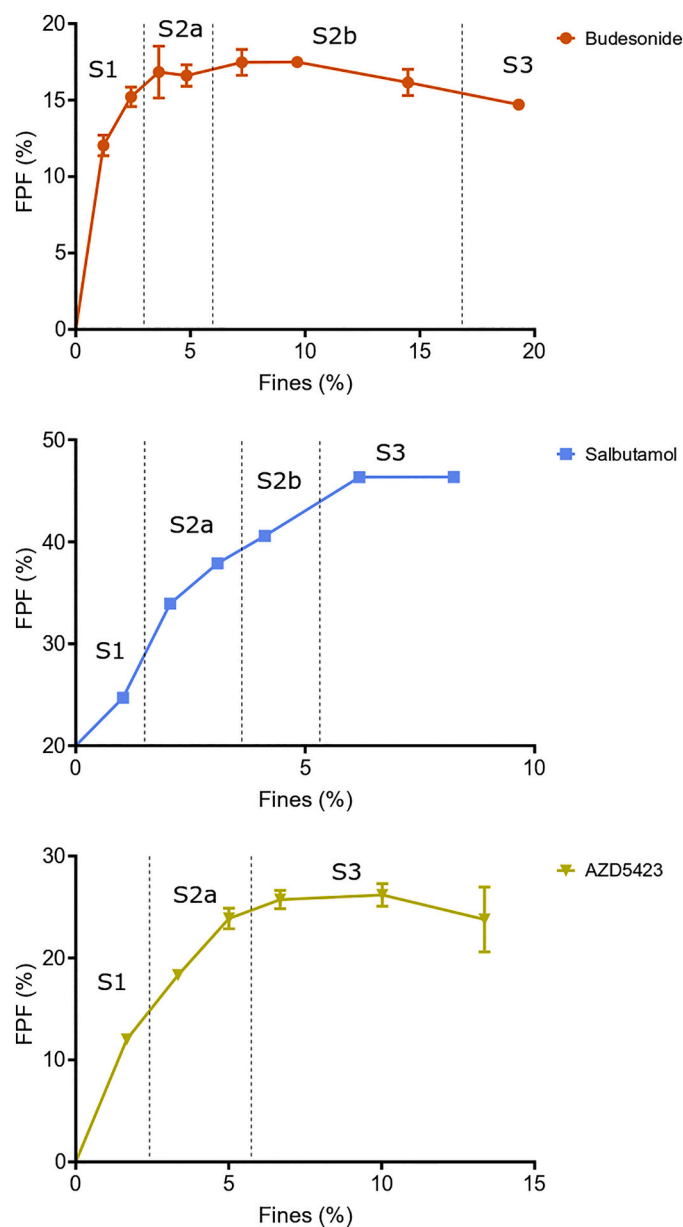 20
15
10
5
0
FPF (%)
S1
S2a
S2b
S3
Budesonide
0
5
10
15
20
Fines (%)
50
40
30
20
FPF (%)
S1
S2a
S2b
S3
Salbutamol
0
5
10
Fines (%)
30
20
10
0
FPF (%)
S1
S2a
S3
AZD5423
0
5
10
15
Fines (%)